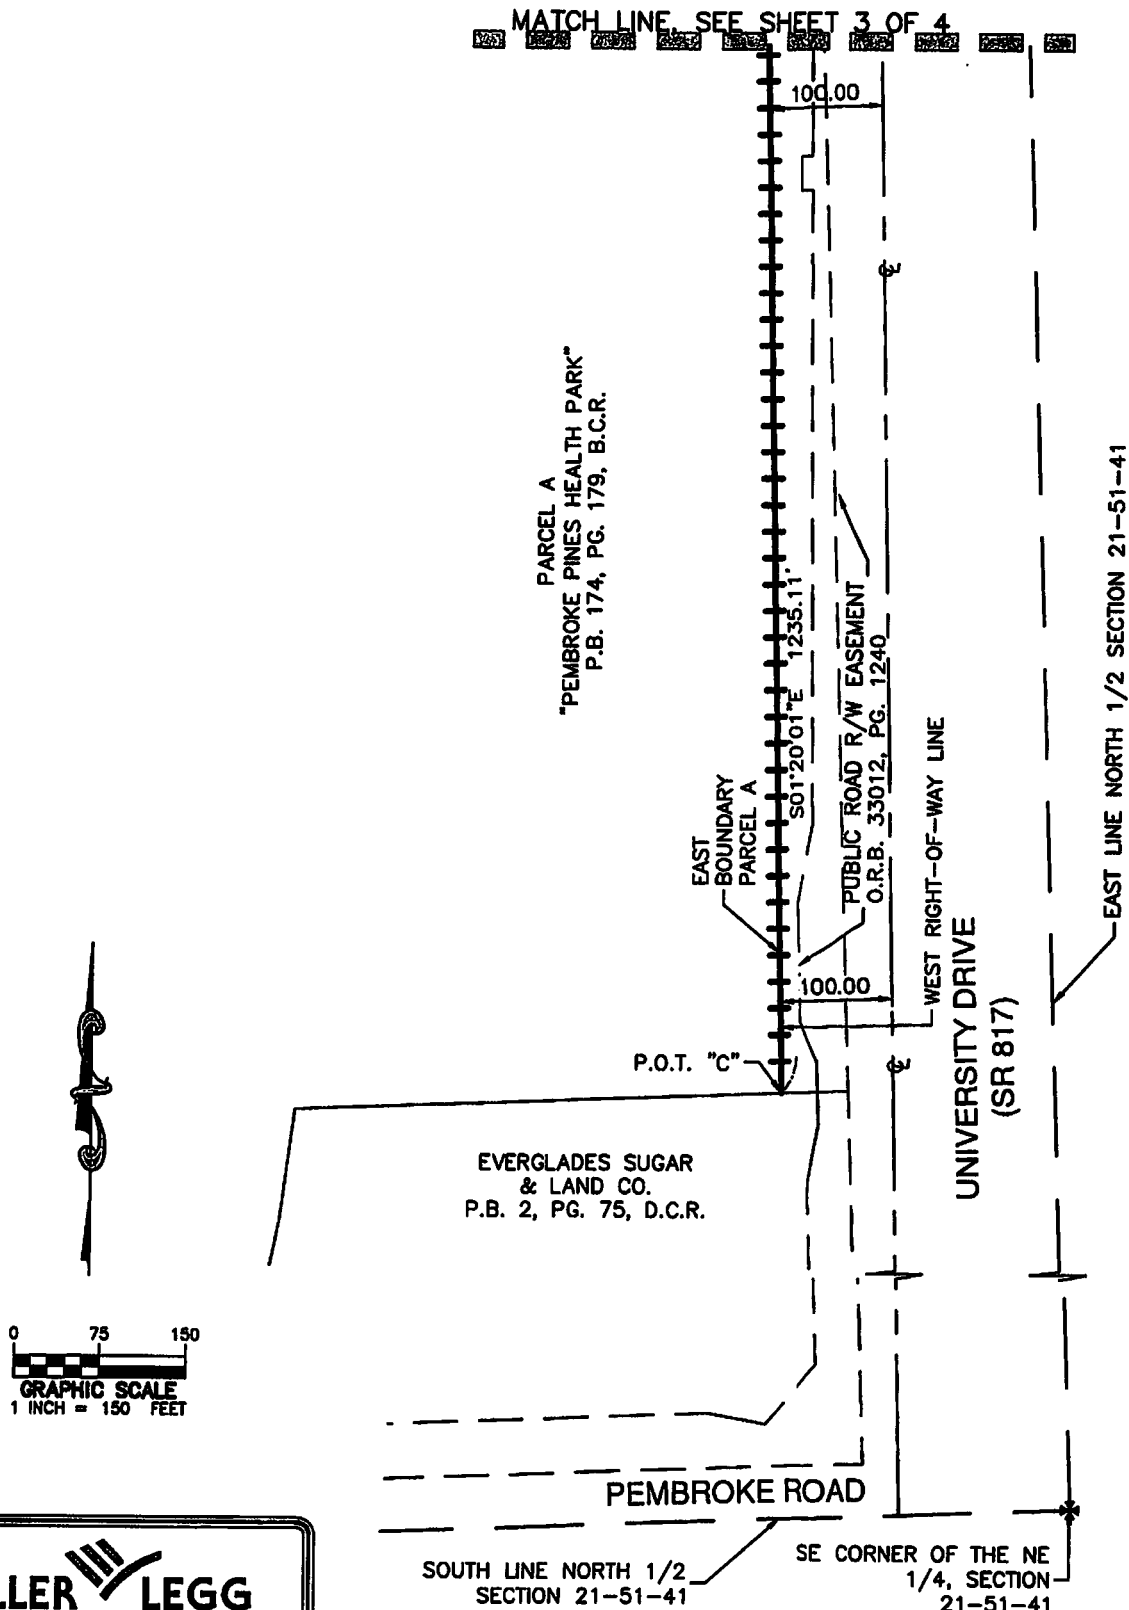 MATCH LINE, SEE SHEET 3 OF 4
100.00
℄
PARCEL A
"PEMBROKE PINES HEALTH PARK"
P.B. 174, PG. 179, B.C.R.
S01°20'01"E 1235.11'
PUBLIC ROAD R/W EASEMENT
O.R.B. 33012, PG. 1240
EAST LINE NORTH 1/2 SECTION 21-51-41
EAST
BOUNDARY
PARCEL A
WEST RIGHT-OF-WAY LINE
100.00
UNIVERSITY DRIVE
(SR 817)
P.O.T. "C"
℄
EVERGLADES SUGAR
& LAND CO.
P.B. 2, PG. 75, D.C.R.
0 75 150
GRAPHIC SCALE
1 INCH = 150 FEET
PEMBROKE ROAD
SOUTH LINE NORTH 1/2
SECTION 21-51-41
SE CORNER OF THE NE
1/4, SECTION
21-51-41
LLER LEGG